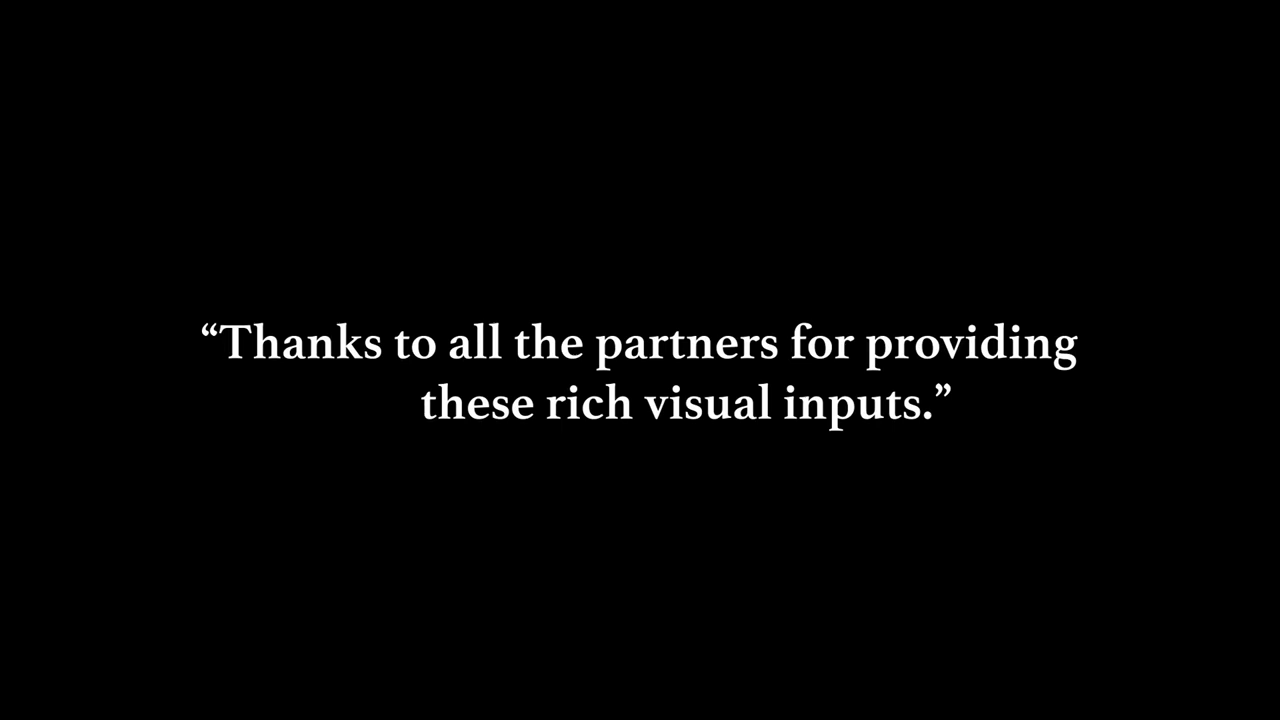 “Thanks to all the partners for providing
these rich visual inputs.”